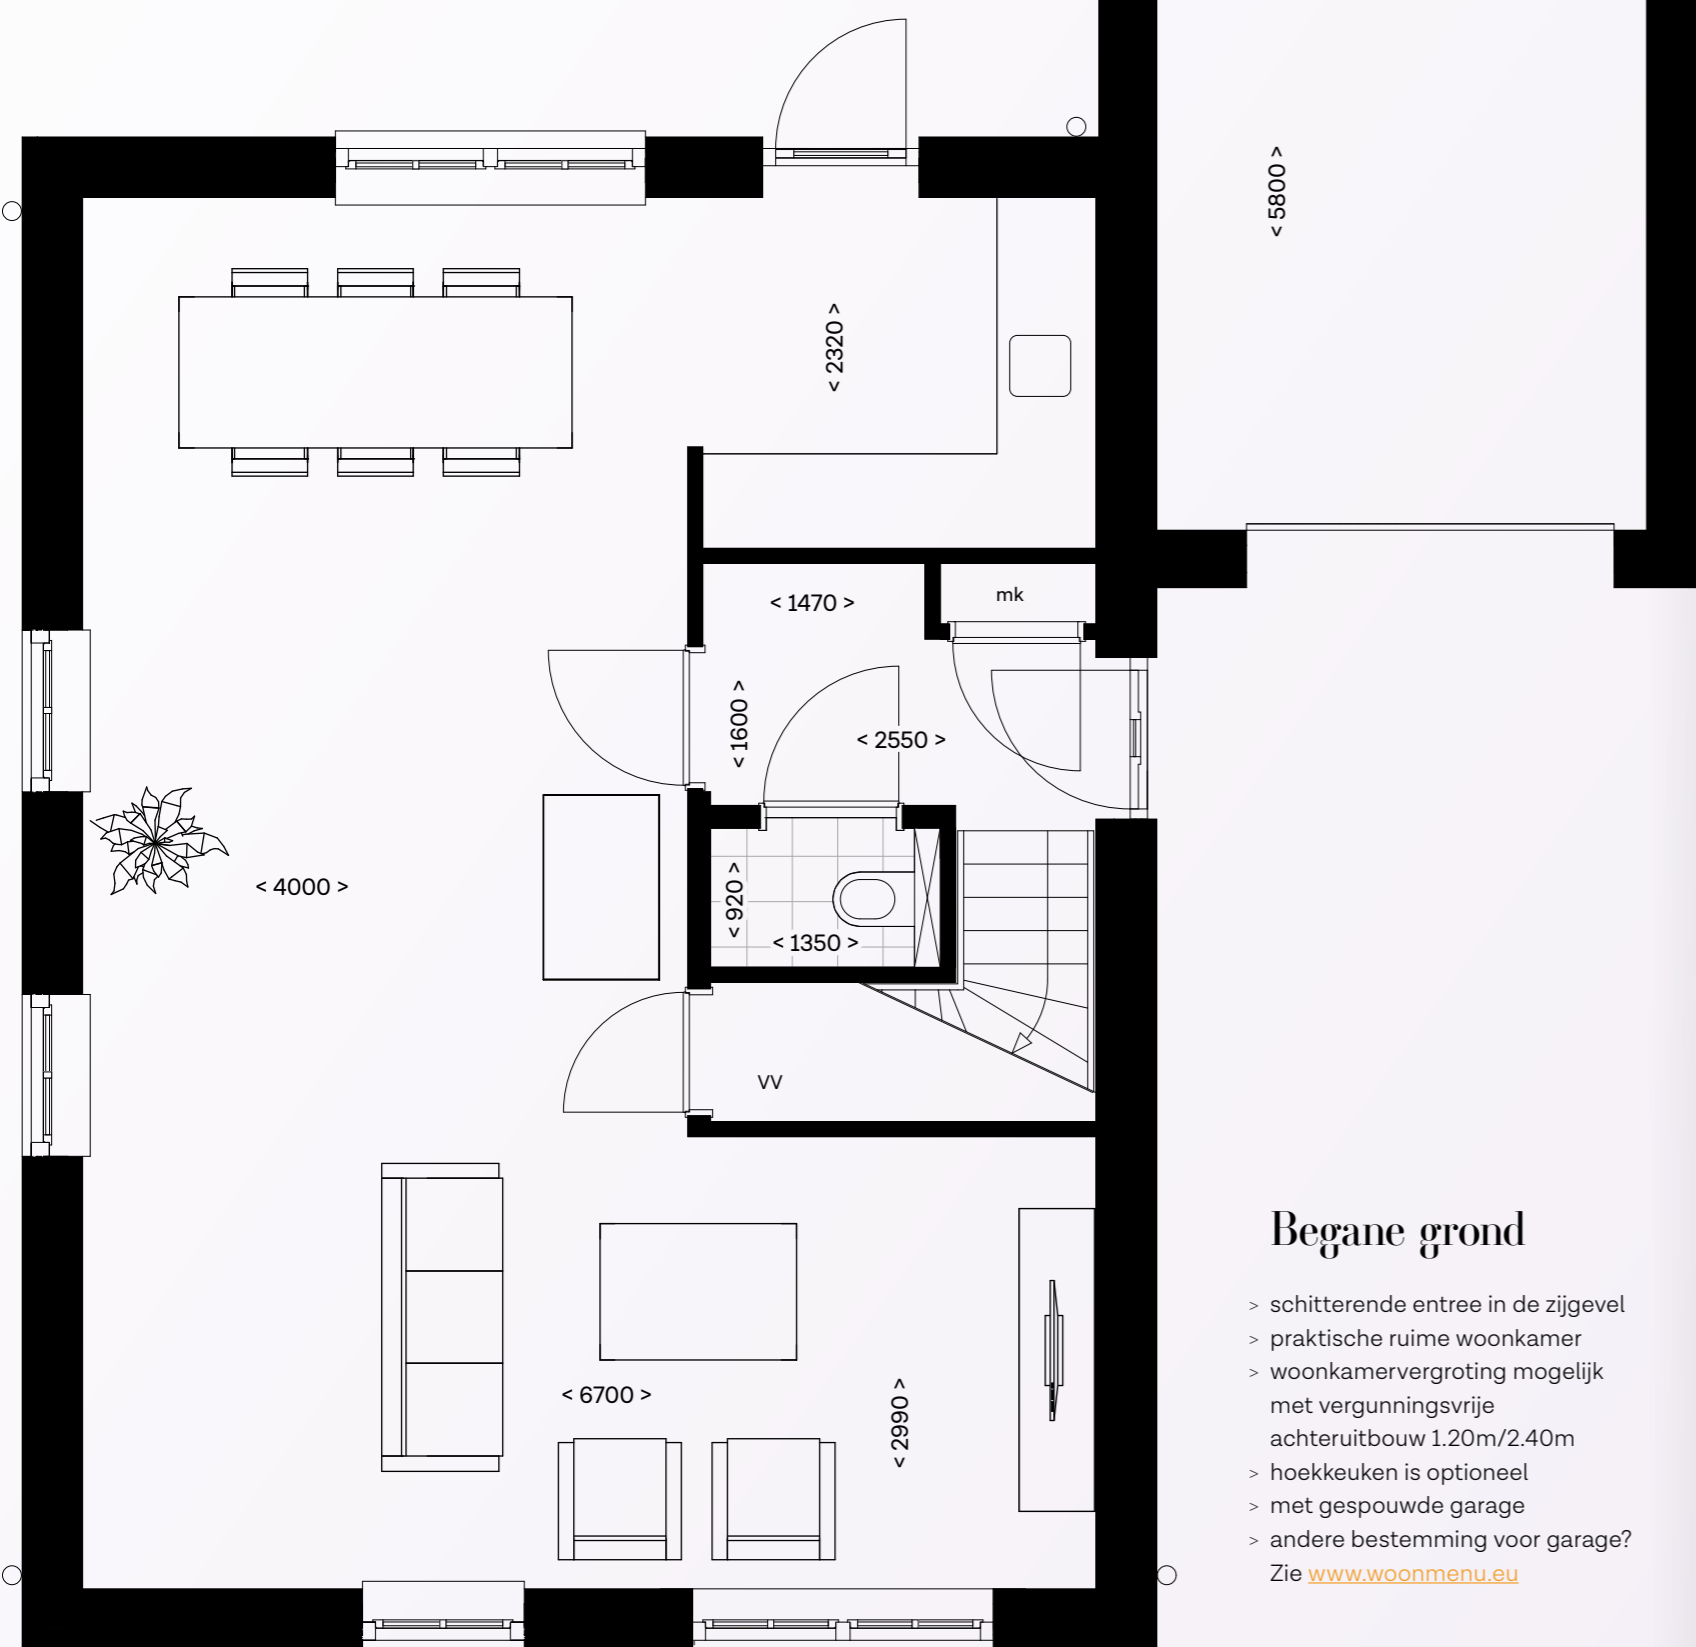 < 5800 >
< 2320 >
< 1470 >
mk
< 1600 >
< 2550 >
< 4000 >
< 920 >
< 1350 >
VV
< 6700 >
< 2990 >
Begane grond
> schitterende entree in de zijgevel
> praktische ruime woonkamer
> woonkamervergroting mogelijk
met vergunningsvrije
achteruitbouw 1.20m/2.40m
> hoekkeuken is optioneel
> met gespouwde garage
> andere bestemming voor garage?
Zie www.woonmenu.eu